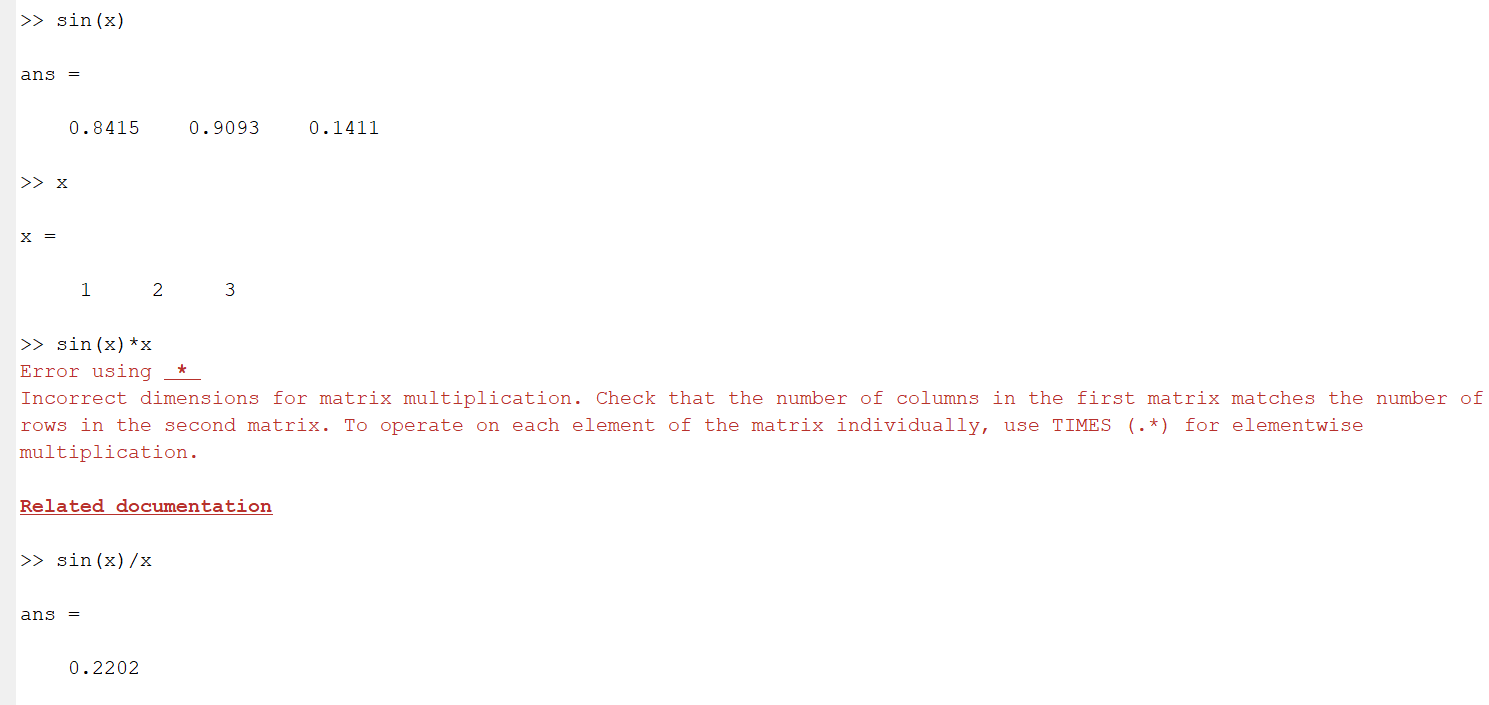 >> sin(x)
ans =
0.8415    0.9093    0.1411
>> x
x =
1     2     3
>> sin(x)*x
Error using  *
Incorrect dimensions for matrix multiplication. Check that the number of columns in the first matrix matches the number of
rows in the second matrix. To operate on each element of the matrix individually, use TIMES (.*) for elementwise
multiplication.
Related documentation
>> sin(x)/x
ans =
0.2202